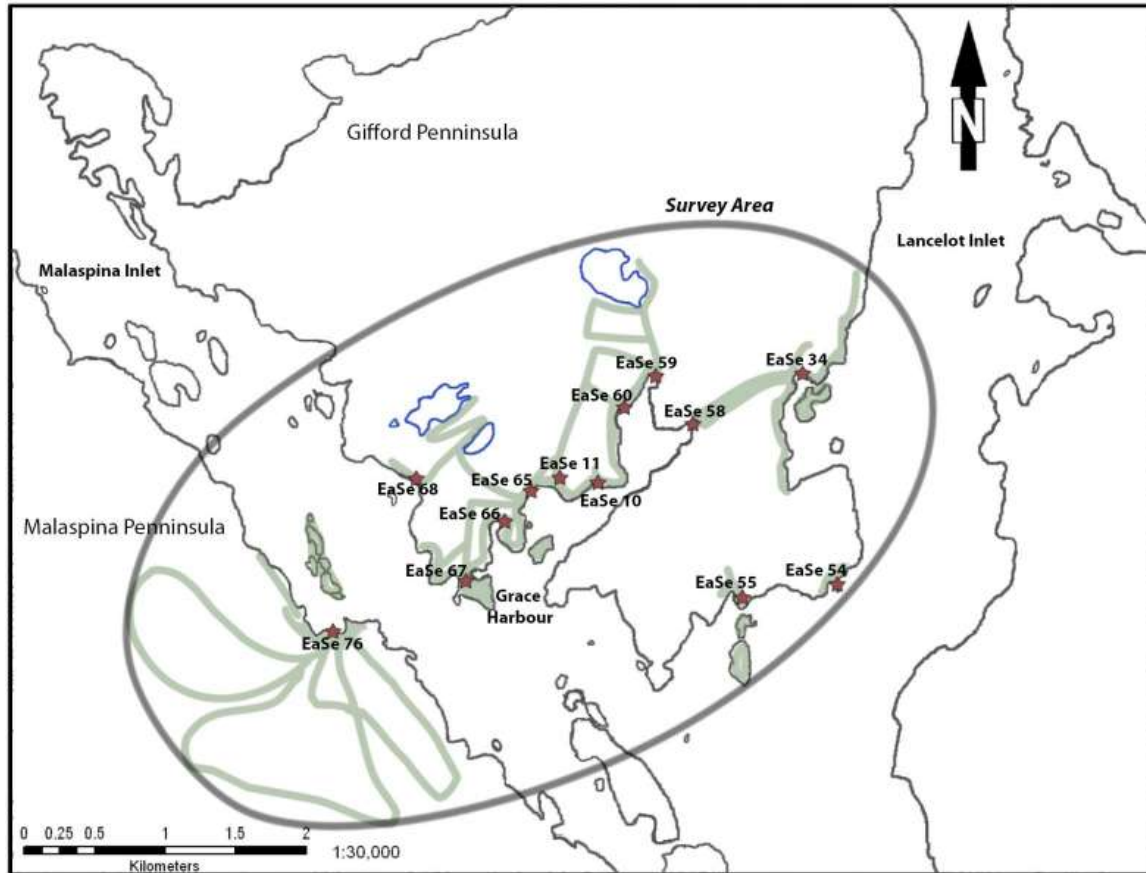 Gifford Penninsula
N
Survey Area
Lancelot Inlet
Malaspina Inlet
EaSe 59
EaSe 34
EaSe 60
EaSe 58
EaSe 11
EaSe 65
EaSe 68
EaSe 10
EaSe 66
Malaspina Penninsula
EaSe 67
EaSe 55
EaSe 54
Grace
Harbour
EaSe 76
0 0.25 0.5 1 1.5 2
1:30,000
Kilometers